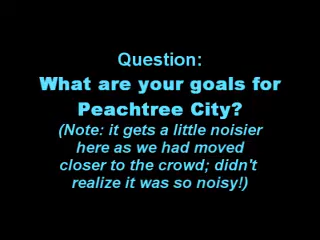 Question:
What are your goals for
Peachtree City?
(Note: it gets a little noisier
here as we had moved
closer to the crowd; didn't
realize it was so noisy!)